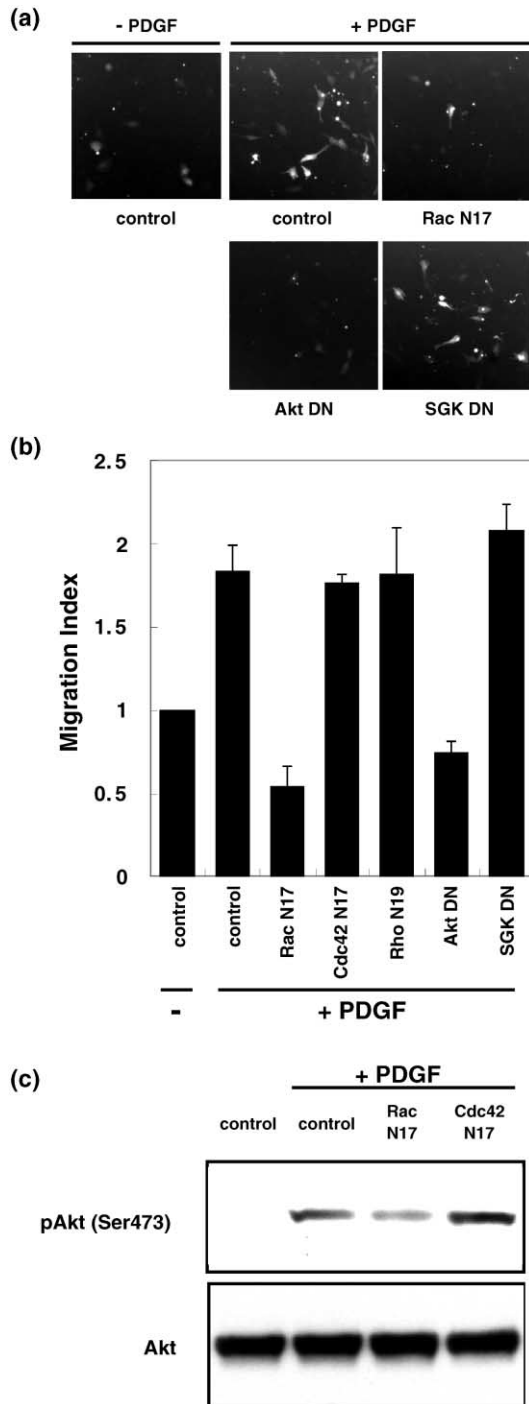 (a)
- PDGF + PDGF
control control Rac N17
Akt DN SGK DN
(b)
Migration Index
2.5
2
1.5
1
0.5
0
control control Rac N17 Cdc42 N17 Rho N19 Akt DN SGK DN
- + PDGF
(c)
+ PDGF
control control Rac N17 Cdc42 N17
pAkt (Ser473)
Akt